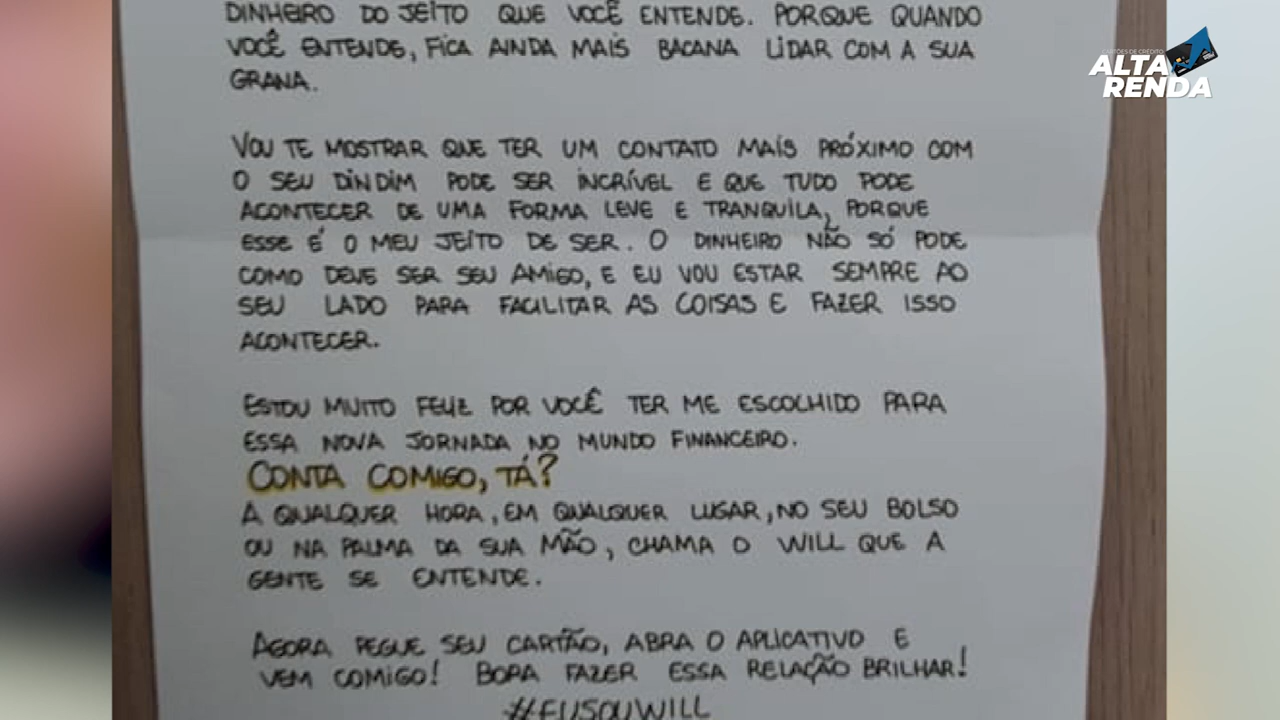 DINHEIRO DO JEITO QUE VOCÊ ENTENDE. PORQUE QUANDO
VOCÊ ENTENDE, FICA AINDA MAIS BACANA LIDAR COM A SUA
GRANA.
VOU TE MOSTRAR QUE TER UM CONTATO MAIS PRÓXIMO COM
O SEU DINDIM PODE SER INCRÍVEL E QUE TUDO PODE
ACONTECER DE UMA FORMA LEVE E TRANQUILA, PORQUE
ESSE É O MEU JEITO DE SER. O DINHEIRO NÃO SÓ PODE
COMO DEVE SER SEU AMIGO, E EU VOU ESTAR SEMPRE AO
SEU LADO PARA FACILITAR AS COISAS E FAZER ISSO
ACONTECER.
ESTOU MUITO FELIZ POR VOCÊ TER ME ESCOLHIDO PARA
ESSA NOVA JORNADA NO MUNDO FINANCEIRO.
CONTA COMIGO, TÁ?
A QUALQUER HORA, EM QUALQUER LUGAR, NO SEU BOLSO
OU NA PALMA DA SUA MÃO, CHAMA O WILL QUE A
GENTE SE ENTENDE.
AGORA PEGUE SEU CARTÃO, ABRA O APLICATIVO E
VEM COMIGO! BORA FAZER ESSA RELAÇÃO BRILHAR!
#EUSOUWILL
CARTÕES DE CRÉDITO
ALTA
RENDA